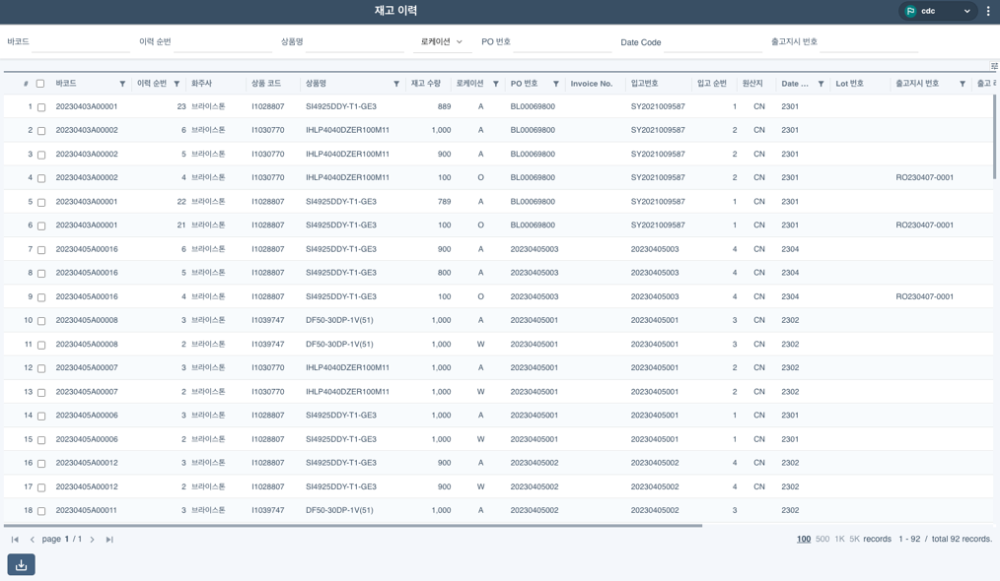 재고 이력
cdc
바코드 이력 순번 상품명 로케이션 PO 번호 Date Code 출고지시 번호
# 바코드 이력 순번 화주사 상품 코드 상품명 재고 수량 로케이션 PO 번호 Invoice No. 입고번호 입고 순번 원산지 Date ... Lot 번호 출고지시 번호 출고
1 20230403A00001 23 브라이스톤 I1028807 SI4925DDY-T1-GE3 889 A BL00069800 SY2021009587 1 CN 2301
2 20230403A00002 6 브라이스톤 I1030770 IHLP4040DZER100M11 1,000 A BL00069800 SY2021009587 2 CN 2301
3 20230403A00002 5 브라이스톤 I1030770 IHLP4040DZER100M11 900 A BL00069800 SY2021009587 2 CN 2301
4 20230403A00002 4 브라이스톤 I1030770 IHLP4040DZER100M11 100 O BL00069800 SY2021009587 2 CN 2301 RO230407-0001
5 20230403A00001 22 브라이스톤 I1028807 SI4925DDY-T1-GE3 789 A BL00069800 SY2021009587 1 CN 2301
6 20230403A00001 21 브라이스톤 I1028807 SI4925DDY-T1-GE3 100 O BL00069800 SY2021009587 1 CN 2301 RO230407-0001
7 20230405A00016 6 브라이스톤 I1028807 SI4925DDY-T1-GE3 900 A 20230405003 20230405003 4 CN 2304
8 20230405A00016 5 브라이스톤 I1028807 SI4925DDY-T1-GE3 800 A 20230405003 20230405003 4 CN 2304
9 20230405A00016 4 브라이스톤 I1028807 SI4925DDY-T1-GE3 100 O 20230405003 20230405003 4 CN 2304 RO230407-0001
10 20230405A00008 3 브라이스톤 I1039747 DF50-30DP-1V(51) 1,000 A 20230405001 20230405001 3 CN 2302
11 20230405A00008 2 브라이스톤 I1039747 DF50-30DP-1V(51) 1,000 W 20230405001 20230405001 3 CN 2302
12 20230405A00007 3 브라이스톤 I1030770 IHLP4040DZER100M11 1,000 A 20230405001 20230405001 2 CN 2302
13 20230405A00007 2 브라이스톤 I1030770 IHLP4040DZER100M11 1,000 W 20230405001 20230405001 2 CN 2302
14 20230405A00006 3 브라이스톤 I1028807 SI4925DDY-T1-GE3 1,000 A 20230405001 20230405001 1 CN 2301
15 20230405A00006 2 브라이스톤 I1028807 SI4925DDY-T1-GE3 1,000 W 20230405001 20230405001 1 CN 2301
16 20230405A00012 3 브라이스톤 I1028807 SI4925DDY-T1-GE3 900 A 20230405002 20230405002 4 CN 2302
17 20230405A00012 2 브라이스톤 I1028807 SI4925DDY-T1-GE3 900 W 20230405002 20230405002 4 CN 2302
18 20230405A00011 3 브라이스톤 I1039747 DF50-30DP-1V(51) 1,000 A 20230405002 20230405002 3 2302
page 1 / 1 100 500 1K 5K records 1 - 92 / total 92 records.